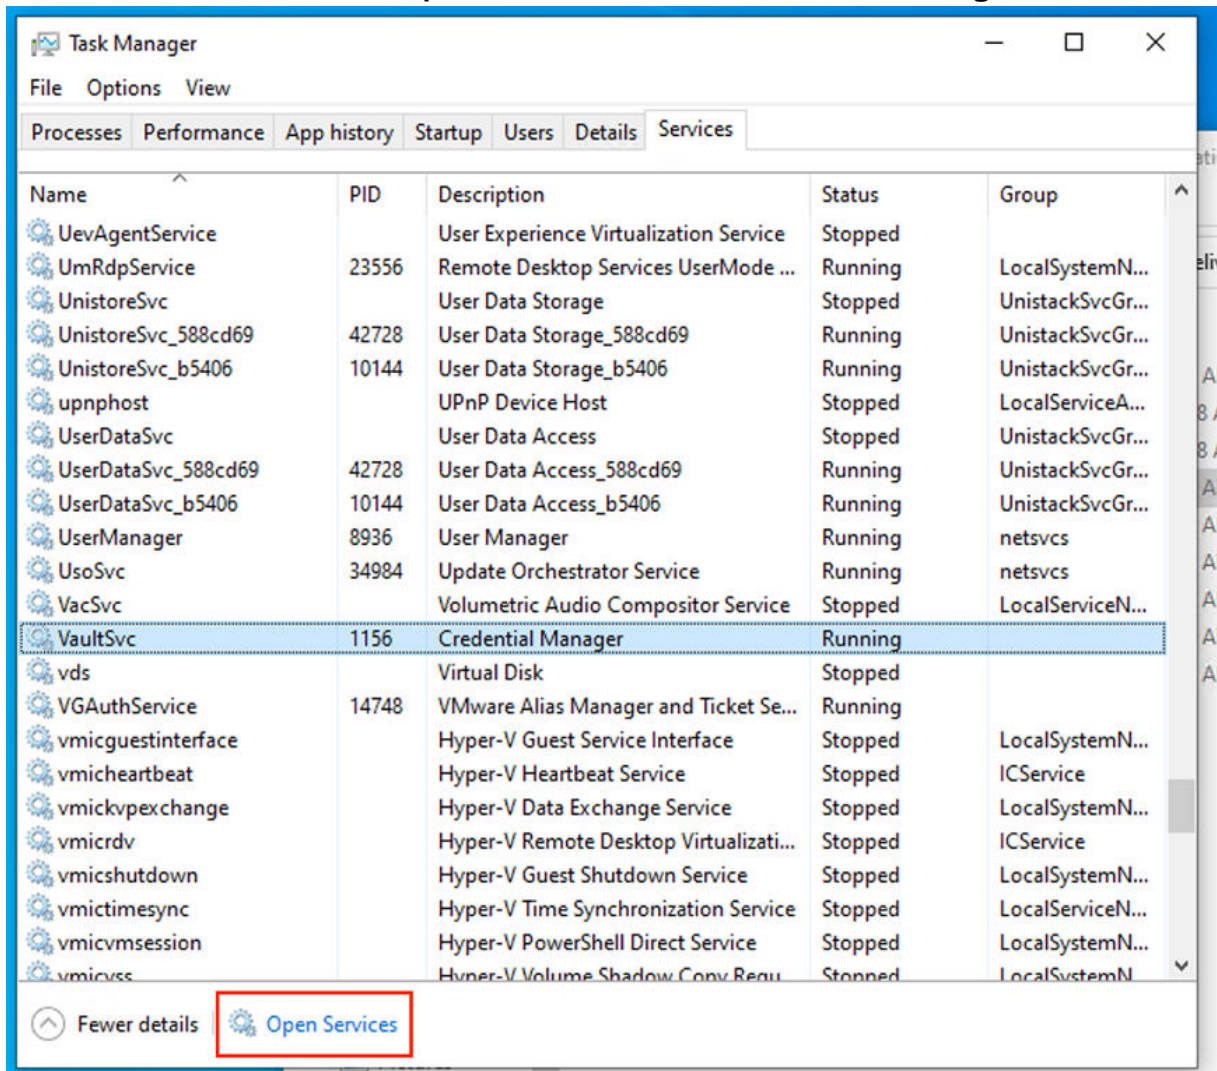 Task Manager
File Options View
Processes Performance App history Startup Users Details Services
Name PID Description Status Group
UevAgentService User Experience Virtualization Service Stopped
UmRdpService 23556 Remote Desktop Services UserMode ... Running LocalSystemN...
UnistoreSvc User Data Storage Stopped UnistackSvcGr...
UnistoreSvc_588cd69 42728 User Data Storage_588cd69 Running UnistackSvcGr...
UnistoreSvc_b5406 10144 User Data Storage_b5406 Running UnistackSvcGr...
upnphost UPnP Device Host Stopped LocalServiceA...
UserDataSvc User Data Access Stopped UnistackSvcGr...
UserDataSvc_588cd69 42728 User Data Access_588cd69 Running UnistackSvcGr...
UserDataSvc_b5406 10144 User Data Access_b5406 Running UnistackSvcGr...
UserManager 8936 User Manager Running netsvcs
UsoSvc 34984 Update Orchestrator Service Running netsvcs
VacSvc Volumetric Audio Compositor Service Stopped LocalServiceN...
VaultSvc 1156 Credential Manager Running
vds Virtual Disk Stopped
VGAuthService 14748 VMware Alias Manager and Ticket Se... Running
vmicguestinterface Hyper-V Guest Service Interface Stopped LocalSystemN...
vmicheartbeat Hyper-V Heartbeat Service Stopped ICService
vmickvpexchange Hyper-V Data Exchange Service Stopped LocalSystemN...
vmicrdv Hyper-V Remote Desktop Virtualizati... Stopped ICService
vmicshutdown Hyper-V Guest Shutdown Service Stopped LocalSystemN...
vmictimesync Hyper-V Time Synchronization Service Stopped LocalServiceN...
vmicvmsession Hyper-V PowerShell Direct Service Stopped LocalSystemN...
vmicvss Hyper-V Volume Shadow Copy Requ Stopped LocalSystemN
Fewer details Open Services